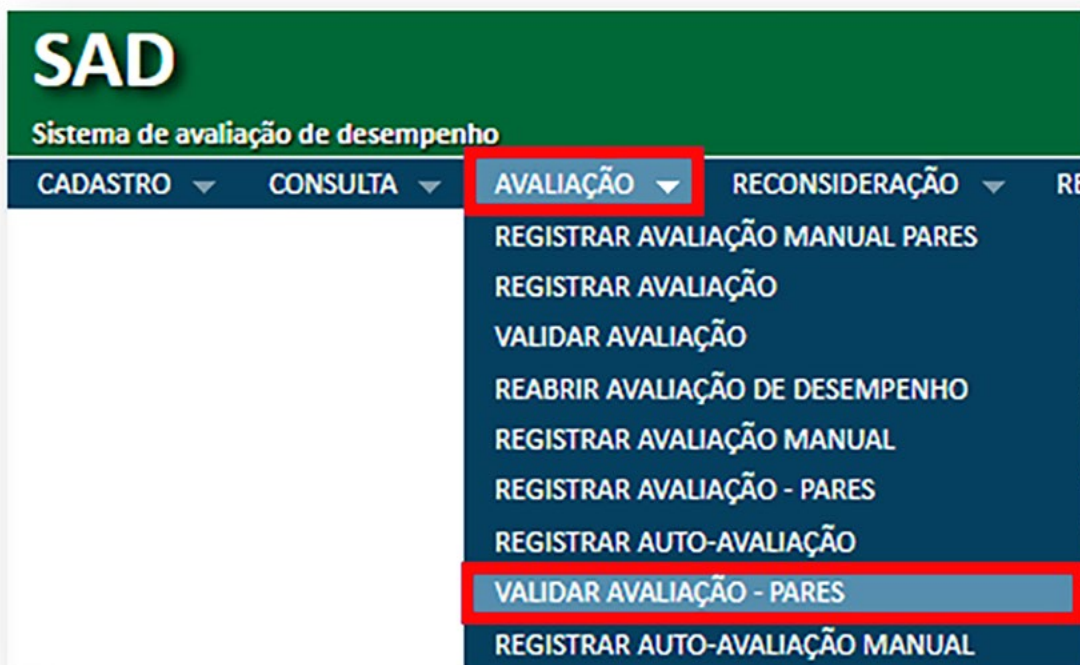 SAD
Sistema de avaliação de desempenho
CADASTRO CONSULTA AVALIAÇÃO RECONSIDERAÇÃO
REGISTRAR AVALIAÇÃO MANUAL PARES
REGISTRAR AVALIAÇÃO
VALIDAR AVALIAÇÃO
REABRIR AVALIAÇÃO DE DESEMPENHO
REGISTRAR AVALIAÇÃO MANUAL
REGISTRAR AVALIAÇÃO - PARES
REGISTRAR AUTO-AVALIAÇÃO
VALIDAR AVALIAÇÃO - PARES
REGISTRAR AUTO-AVALIAÇÃO MANUAL